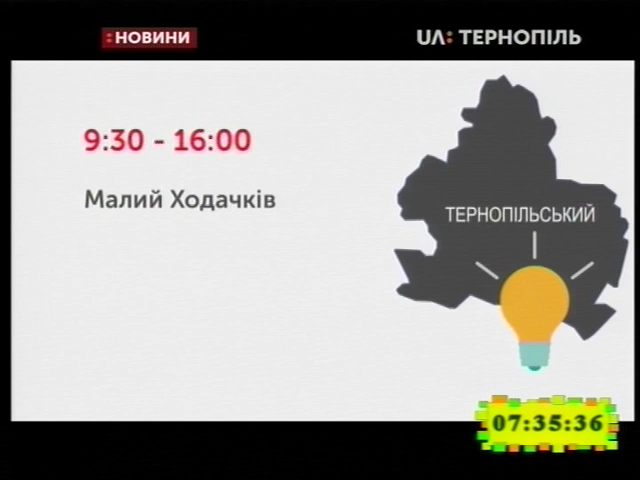 :НОВИНИ
UA: ТЕРНОПІЛЬ
9:30 - 16:00
Малий Ходачків
ТЕРНОПІЛЬСЬКИЙ
07:35:36